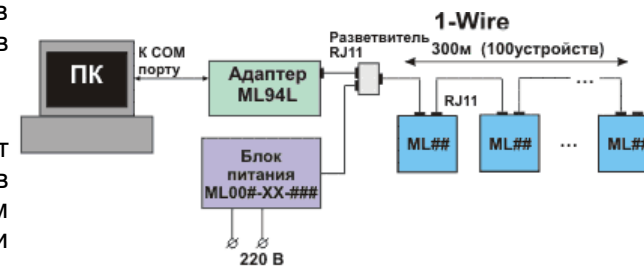 в
в
т
в
м
и
ПК
К COM
порту
Адаптер
ML94L
Блок
питания
ML00#-XX-###
220 В
Разветвитель
RJ11
1-Wire
300м (100устройств)
...
RJ11
ML##
ML##
...
ML##